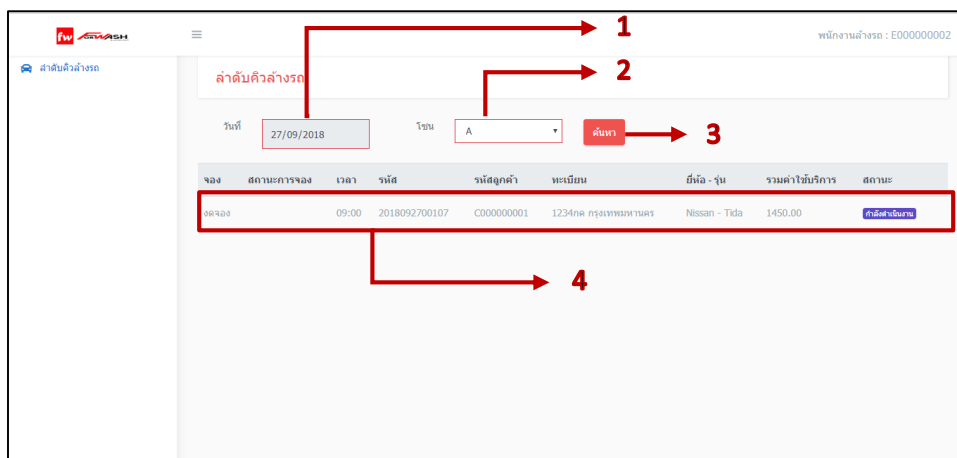 fw FORWASH
พนักงานล้างรถ : E000000002
ลำดับคิวล้างรถ
1
ลำดับคิวล้างรถ
2
วันที่ 27/09/2018 โซน A ค้นหา 3
จอง สถานะการจอง เวลา รหัส รหัสลูกค้า ทะเบียน ยี่ห้อ - รุ่น รวมค่าใช้บริการ สถานะ
งดจอง 09:00 2018092700107 C000000001 1234กค กรุงเทพมหานคร Nissan - Tida 1450.00 กำลังดำเนินงาน
4